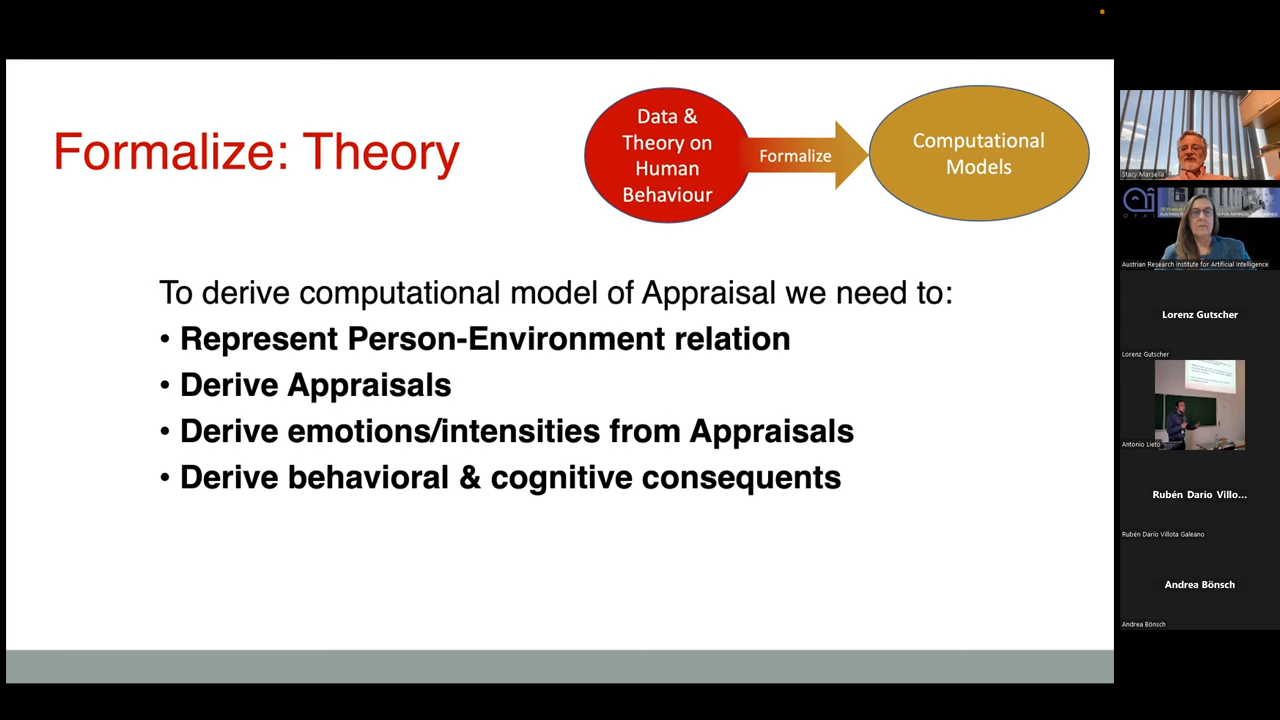 Formalize: Theory
Data &
Theory on
Human
Behaviour
Formalize
Computational
Models
To derive computational model of Appraisal we need to:
• Represent Person-Environment relation
• Derive Appraisals
• Derive emotions/intensities from Appraisals
• Derive behavioral & cognitive consequents
Stacy Marsella
OFAI
Austrian Research Institute for Artificial Intelligence
Lorenz Gutscher
Lorenz Gutscher
Antonio Lieto
Rubén Darío Villo...
Rubén Darío Villota Galeano
Andrea Bönsch
Andrea Bönsch